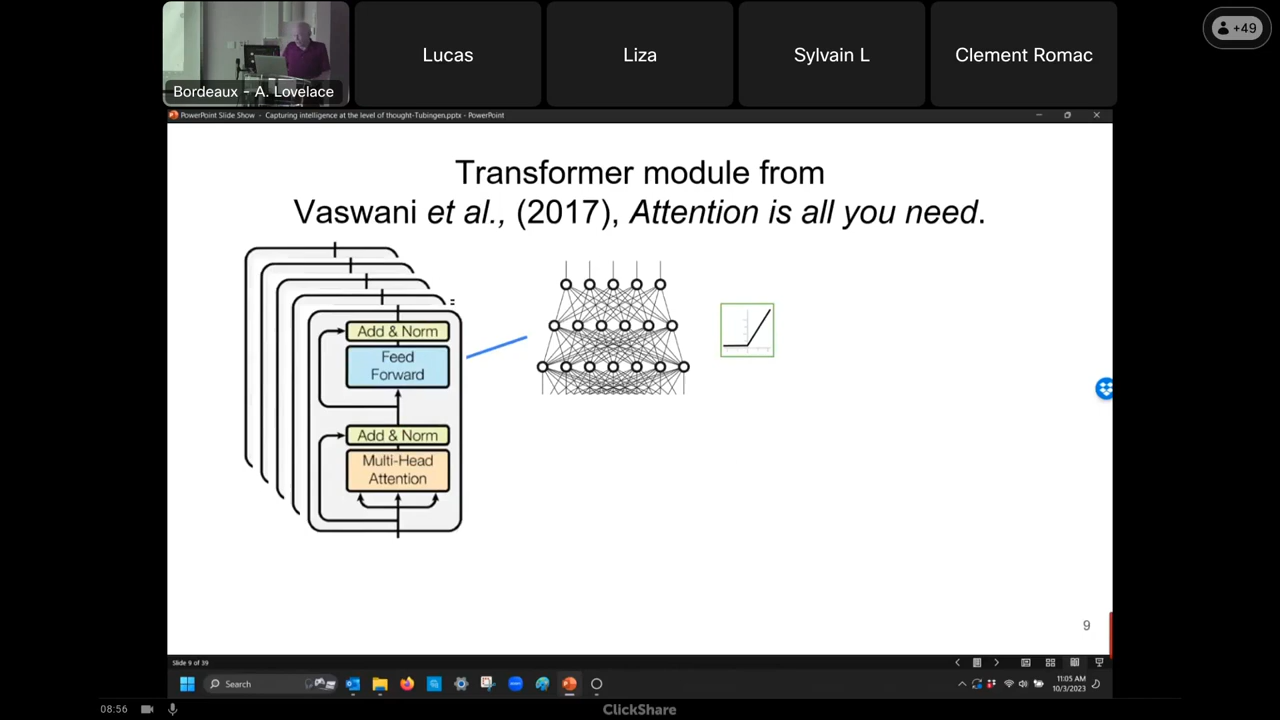 +49
Lucas
Liza
Sylvain L
Clement Romac
Bordeaux - A. Lovelace
PowerPoint Slide Show - Capturing intelligence at the level of thought-Tubingen.pptx - PowerPoint
Transformer module from
Vaswani et al., (2017), Attention is all you need.
Add & Norm
Feed
Forward
Add & Norm
Multi-Head
Attention
9
Slide 9 of 39
Search
11:05 AM
10/3/2023
08:56
ClickShare